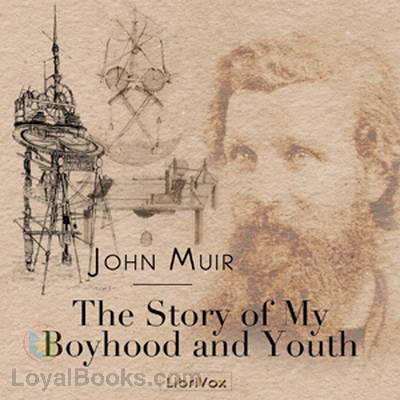 JOHN MUIR
The Story of My
Boyhood and Youth
LoyalBooks.com
LibriVox